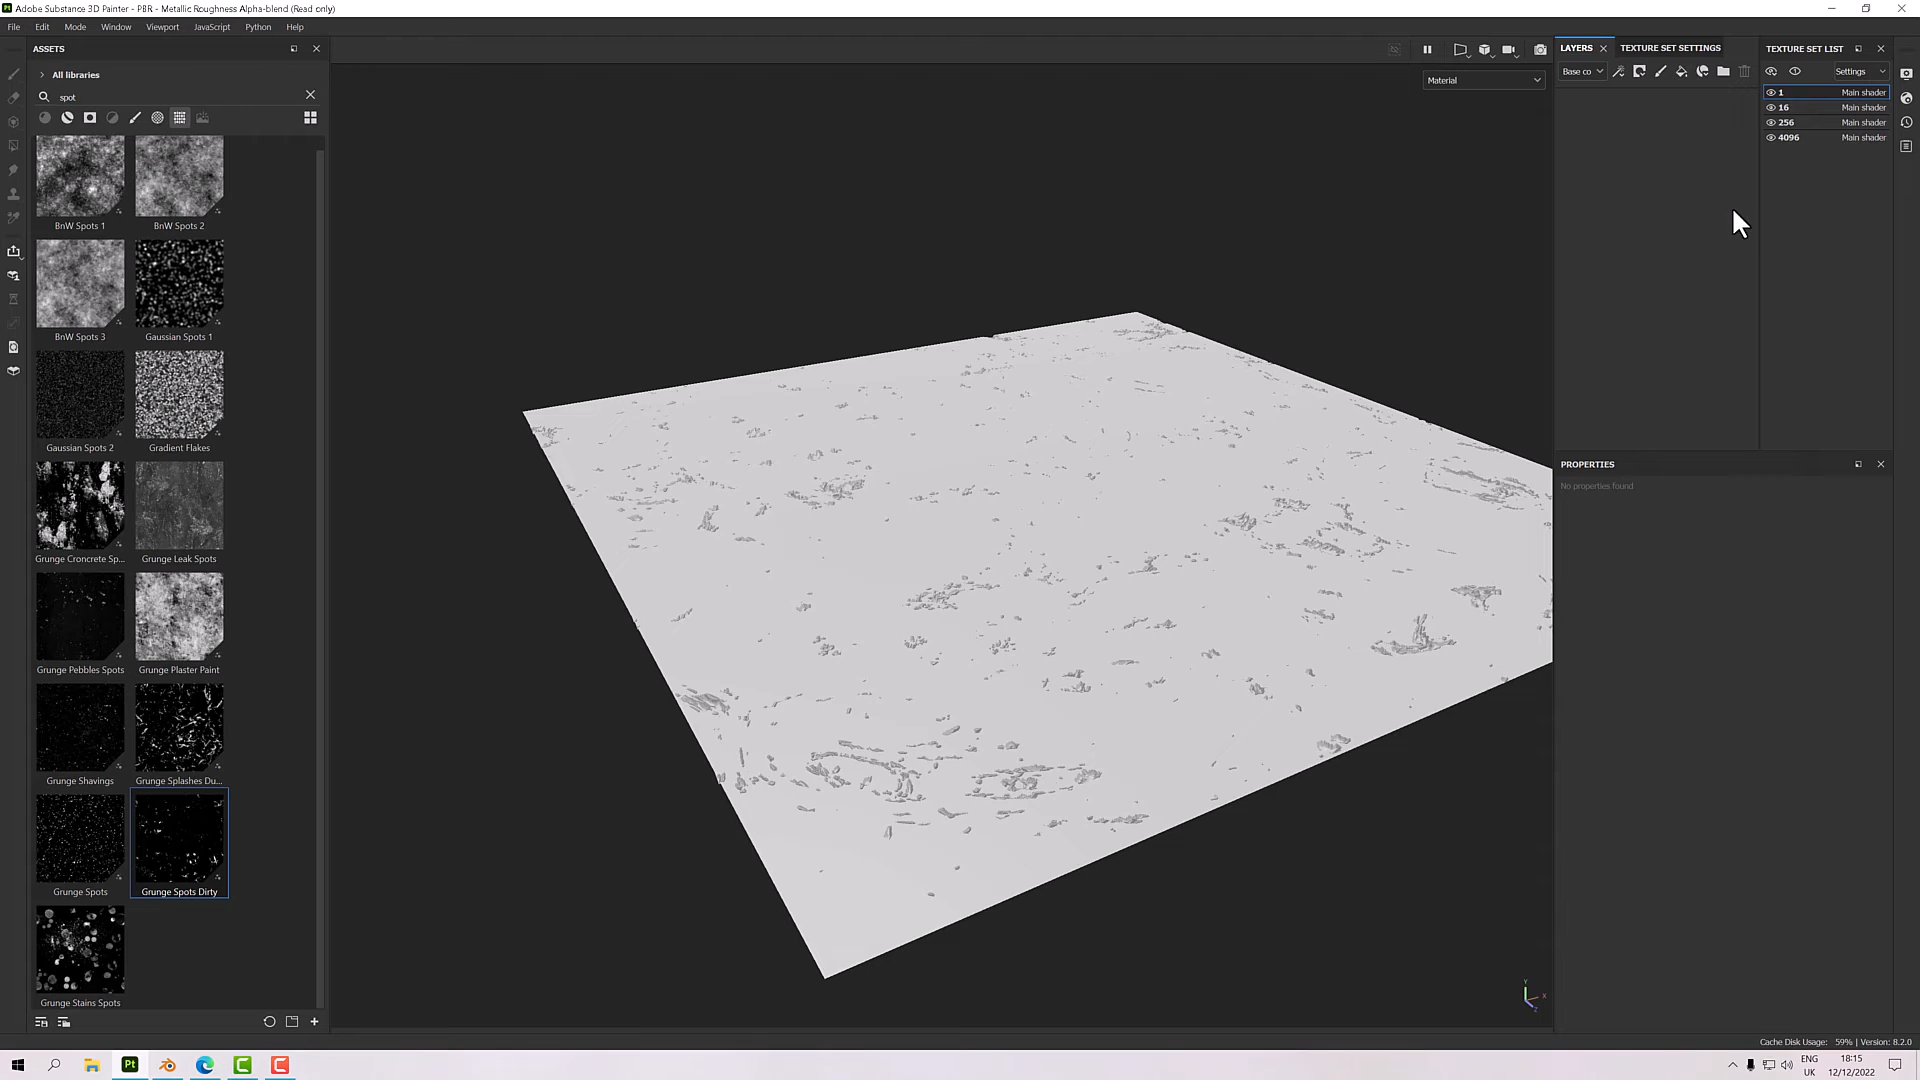 Pt Adobe Substance 3D Painter - PBR - Metallic Roughness Alpha-blend (Read only)
File Edit Mode Window Viewport JavaScript Python Help
ASSETS
All libraries
spot
BnW Spots 1
BnW Spots 2
BnW Spots 3
Gaussian Spots 1
Gaussian Spots 2
Gradient Flakes
Grunge Croncrete Sp...
Grunge Leak Spots
Grunge Pebbles Spots
Grunge Plaster Paint
Grunge Shavings
Grunge Splashes Du...
Grunge Spots
Grunge Spots Dirty
Grunge Stains Spots
Material
Y
X
Z
LAYERS
TEXTURE SET SETTINGS
Base co
TEXTURE SET LIST
Settings
1 Main shader
16 Main shader
256 Main shader
4096 Main shader
PROPERTIES
No properties found
Cache Disk Usage: 59% | Version: 8.2.0
Pt
ENG
UK
18:15
12/12/2022